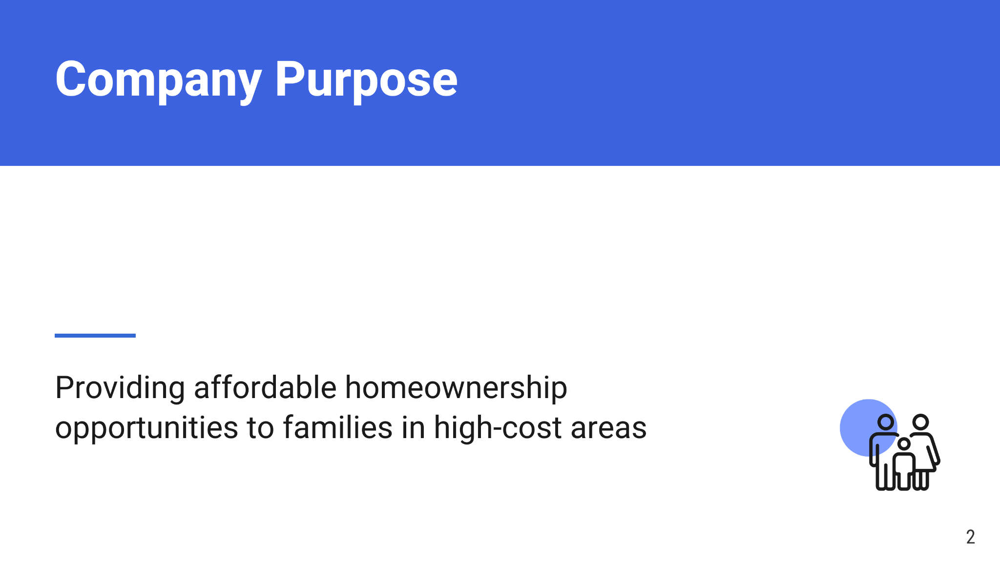 Company Purpose
Providing affordable homeownership
opportunities to families in high-cost areas
2